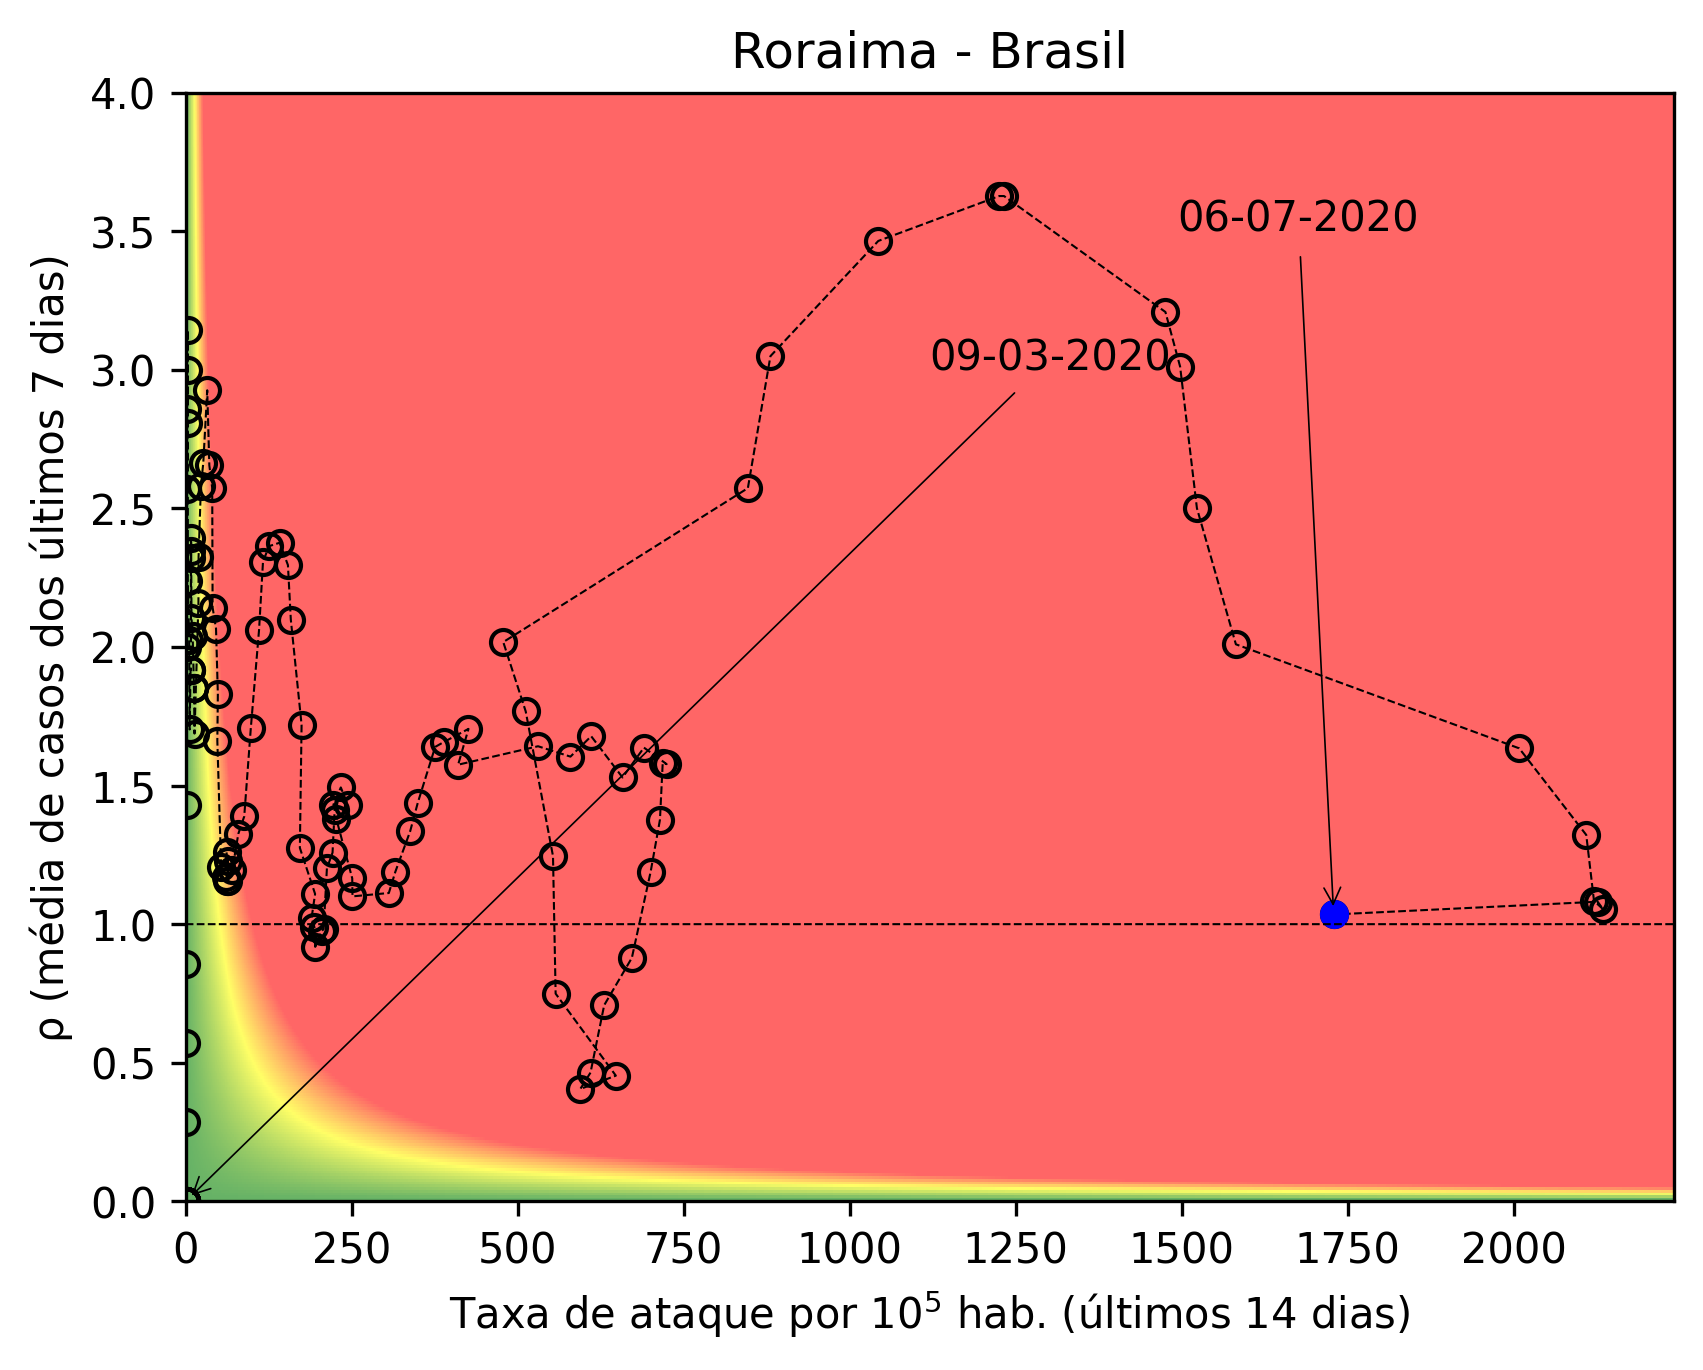 Roraima - Brasil
4.0
3.5
3.0
2.5
2.0
1.5
1.0
0.5
0.0
ρ (média de casos dos últimos 7 dias)
06-07-2020
09-03-2020
0 250 500 750 1000 1250 1500 1750 2000
Taxa de ataque por 10⁵ hab. (últimos 14 dias)